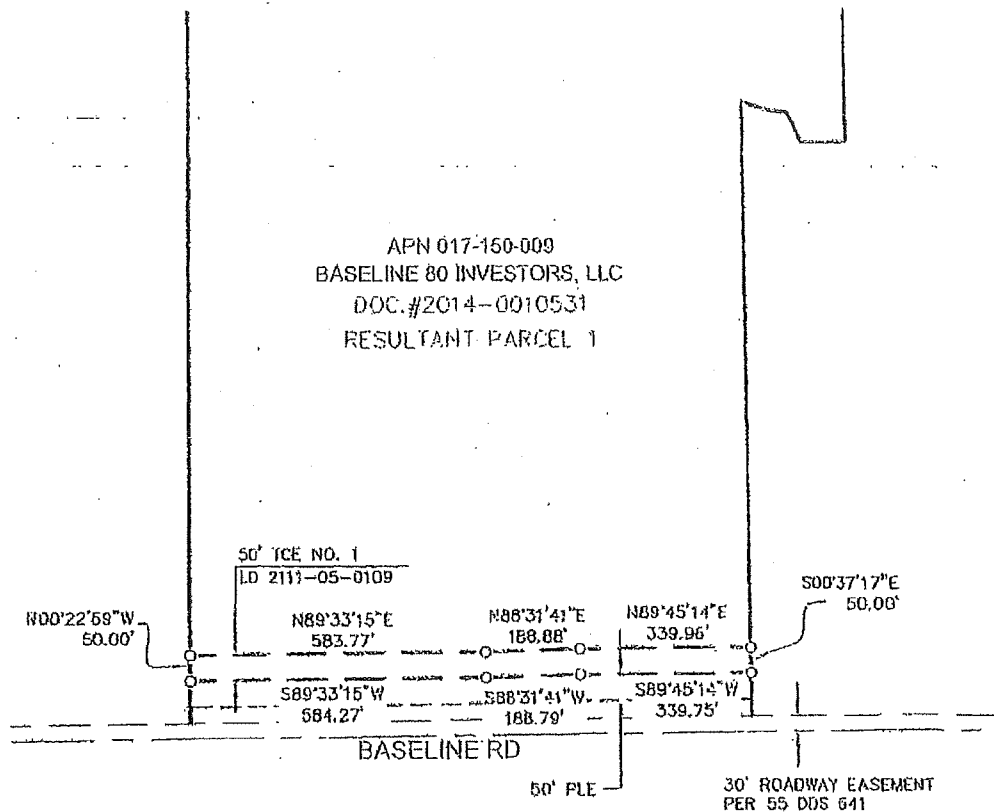 APN 017-150-009
BASELINE 80 INVESTORS, LLC
DOC.#2014-0010531
RESULTANT PARCEL 1
50' TCE NO. 1
LD 2111-05-0109
N00°22'59"W
50.00'
N89°33'15"E
583.77'
N88°31'41"E
188.88'
N89°45'14"E
339.96'
S00°37'17"E
50.00'
S89°33'15"W
584.27'
S88°31'41"W
188.79'
S89°45'14"W
339.75'
BASELINE RD
50' PLE
30' ROADWAY EASEMENT
PER 55 DDS 641